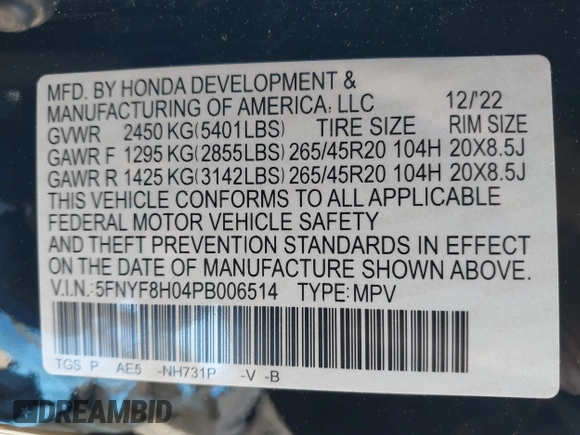 MFD. BY HONDA DEVELOPMENT &
MANUFACTURING OF AMERICA, LLC 12/'22
GVWR 2450 KG(5401LBS) TIRE SIZE RIM SIZE
GAWR F 1295 KG(2855LBS) 265/45R20 104H 20X8.5J
GAWR R 1425 KG(3142LBS) 265/45R20 104H 20X8.5J
THIS VEHICLE CONFORMS TO ALL APPLICABLE
FEDERAL MOTOR VEHICLE SAFETY
AND THEFT PREVENTION STANDARDS IN EFFECT
ON THE DATE OF MANUFACTURE SHOWN ABOVE.
V.I.N.:5FNYF8H04PB006514 TYPE:MPV
TGS P AE5 -NH731P -V -B
DREAMBID